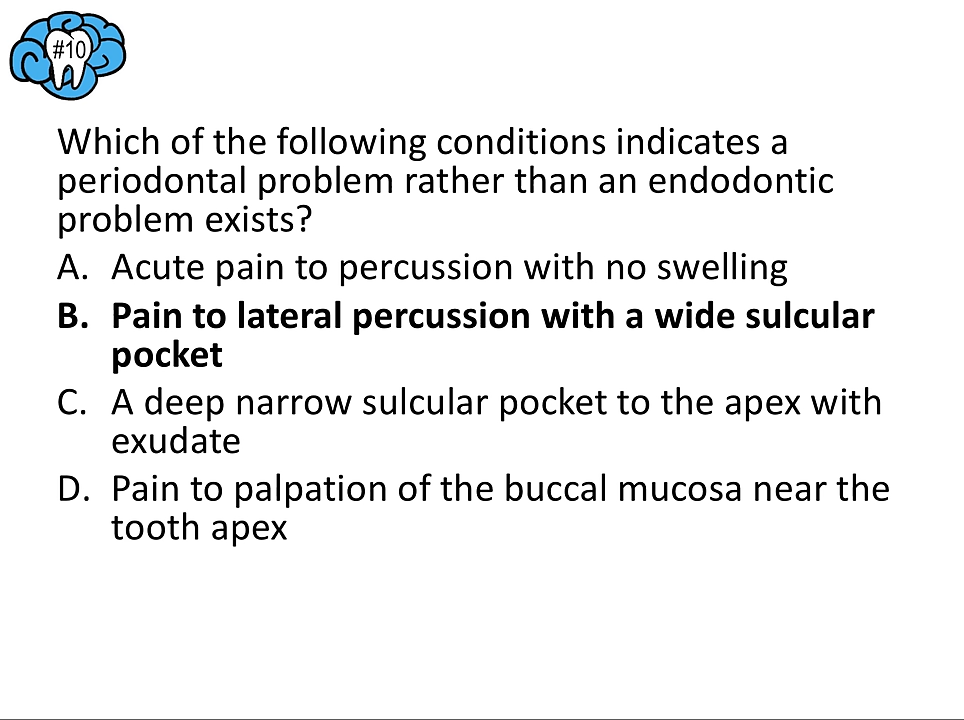 #10
Which of the following conditions indicates a
periodontal problem rather than an endodontic
problem exists?
A. Acute pain to percussion with no swelling
B. Pain to lateral percussion with a wide sulcular
pocket
C. A deep narrow sulcular pocket to the apex with
exudate
D. Pain to palpation of the buccal mucosa near the
tooth apex